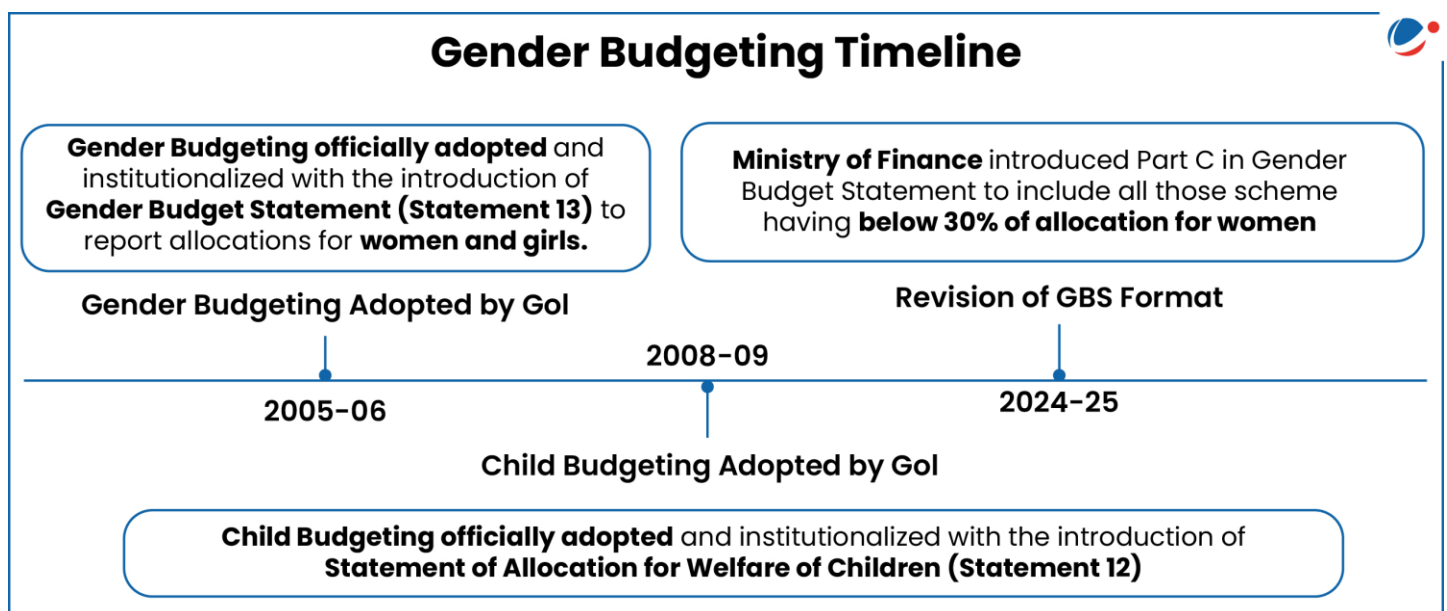 Gender Budgeting Timeline
Gender Budgeting officially adopted and
institutionalized with the introduction of
Gender Budget Statement (Statement 13) to
report allocations for women and girls.
Ministry of Finance introduced Part C in Gender
Budget Statement to include all those scheme
having below 30% of allocation for women
Gender Budgeting Adopted by GoI
Revision of GBS Format
2008-09
2005-06
2024-25
Child Budgeting Adopted by GoI
Child Budgeting officially adopted and institutionalized with the introduction of
Statement of Allocation for Welfare of Children (Statement 12)